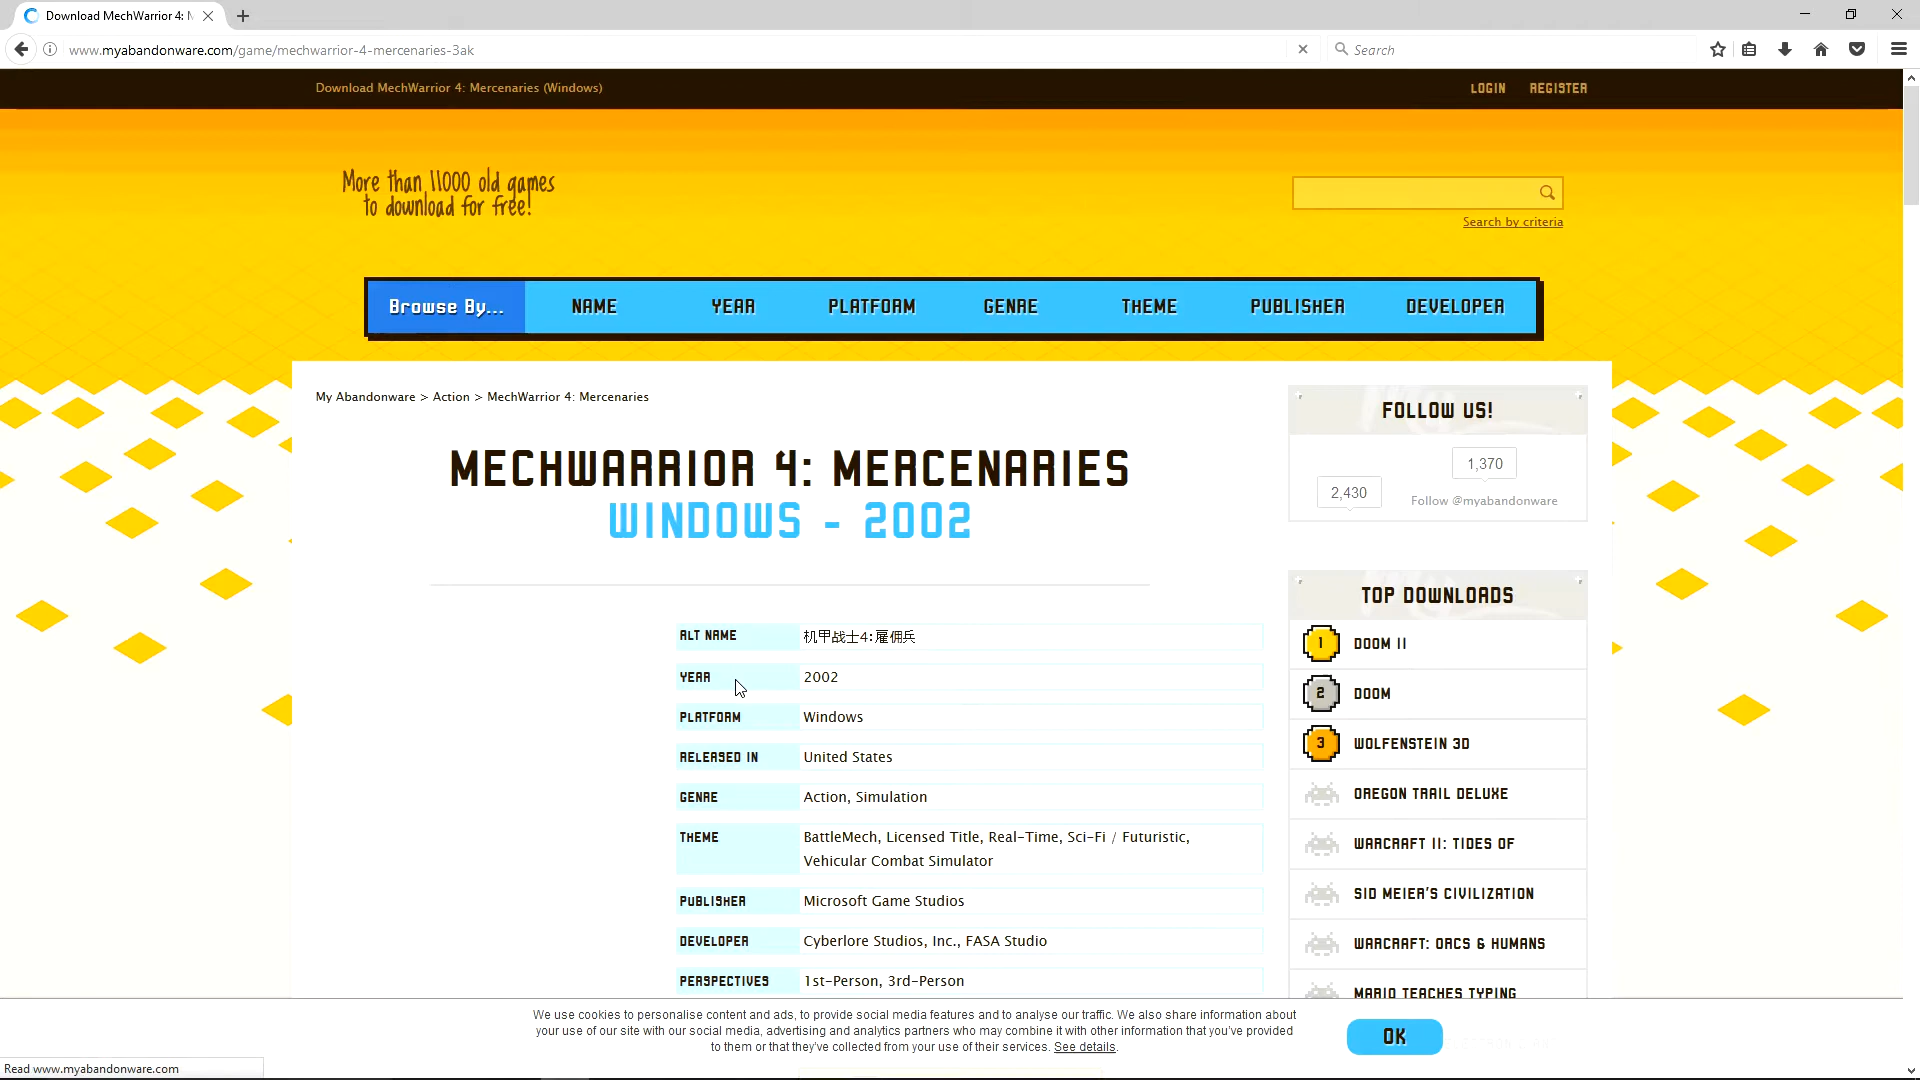 Download MechWarrior 4: M
www.myabandonware.com/game/mechwarrior-4-mercenaries-3ak
Search
Download MechWarrior 4: Mercenaries (Windows)
LOGIN
REGISTER
More than 11000 old games
to download for free!
Search by criteria
Browse By...
NAME
YEAR
PLATFORM
GENRE
THEME
PUBLISHER
DEVELOPER
My Abandonware > Action > MechWarrior 4: Mercenaries
MECHWARRIOR 4: MERCENARIES
WINDOWS - 2002
ALT NAME 机甲战士4:雇佣兵
YEAR 2002
PLATFORM Windows
RELEASED IN United States
GENRE Action, Simulation
THEME BattleMech, Licensed Title, Real-Time, Sci-Fi / Futuristic,
Vehicular Combat Simulator
PUBLISHER Microsoft Game Studios
DEVELOPER Cyberlore Studios, Inc., FASA Studio
PERSPECTIVES 1st-Person, 3rd-Person
FOLLOW US!
1,370
2,430
Follow @myabandonware
TOP DOWNLOADS
1 DOOM II
2 DOOM
3 WOLFENSTEIN 3D
OREGON TRAIL DELUXE
WARCRAFT II: TIDES OF
SID MEIER'S CIVILIZATION
WARCRAFT: ORCS & HUMANS
MARIO TEACHES TYPING
We use cookies to personalise content and ads, to provide social media features and to analyse our traffic. We also share information about
your use of our site with our social media, advertising and analytics partners who may combine it with other information that you've provided
to them or that they've collected from your use of their services. See details.
OK
Read www.myabandonware.com